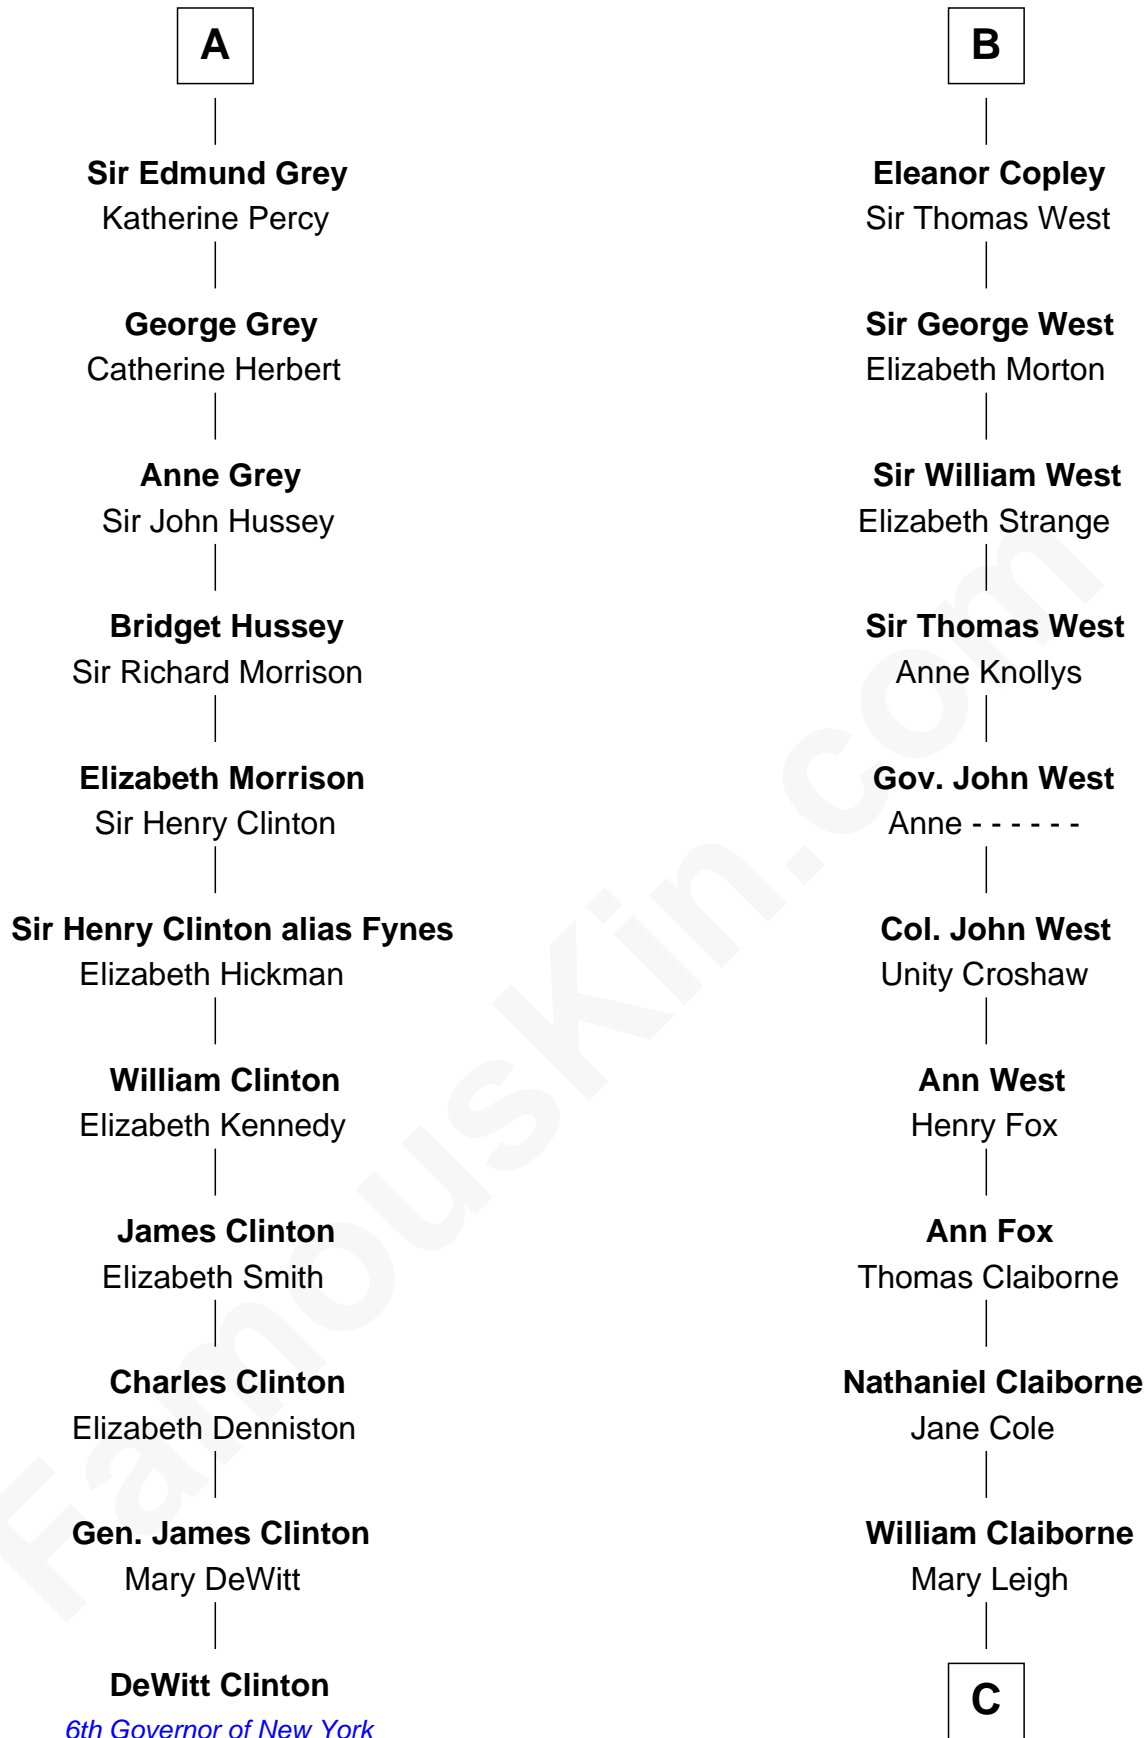 A
Sir Edmund Grey
Katherine Percy
George Grey
Catherine Herbert
Anne Grey
Sir John Hussey
Bridget Hussey
Sir Richard Morrison
Elizabeth Morrison
Sir Henry Clinton
Sir Henry Clinton alias Fynes
Elizabeth Hickman
William Clinton
Elizabeth Kennedy
James Clinton
Elizabeth Smith
Charles Clinton
Elizabeth Denniston
Gen. James Clinton
Mary DeWitt
DeWitt Clinton
6th Governor of New York
B
Eleanor Copley
Sir Thomas West
Sir George West
Elizabeth Morton
Sir William West
Elizabeth Strange
Sir Thomas West
Anne Knollys
Gov. John West
Anne - - - - - -
Col. John West
Unity Croshaw
Ann West
Henry Fox
Ann Fox
Thomas Claiborne
Nathaniel Claiborne
Jane Cole
William Claiborne
Mary Leigh
C
FamousKin.com